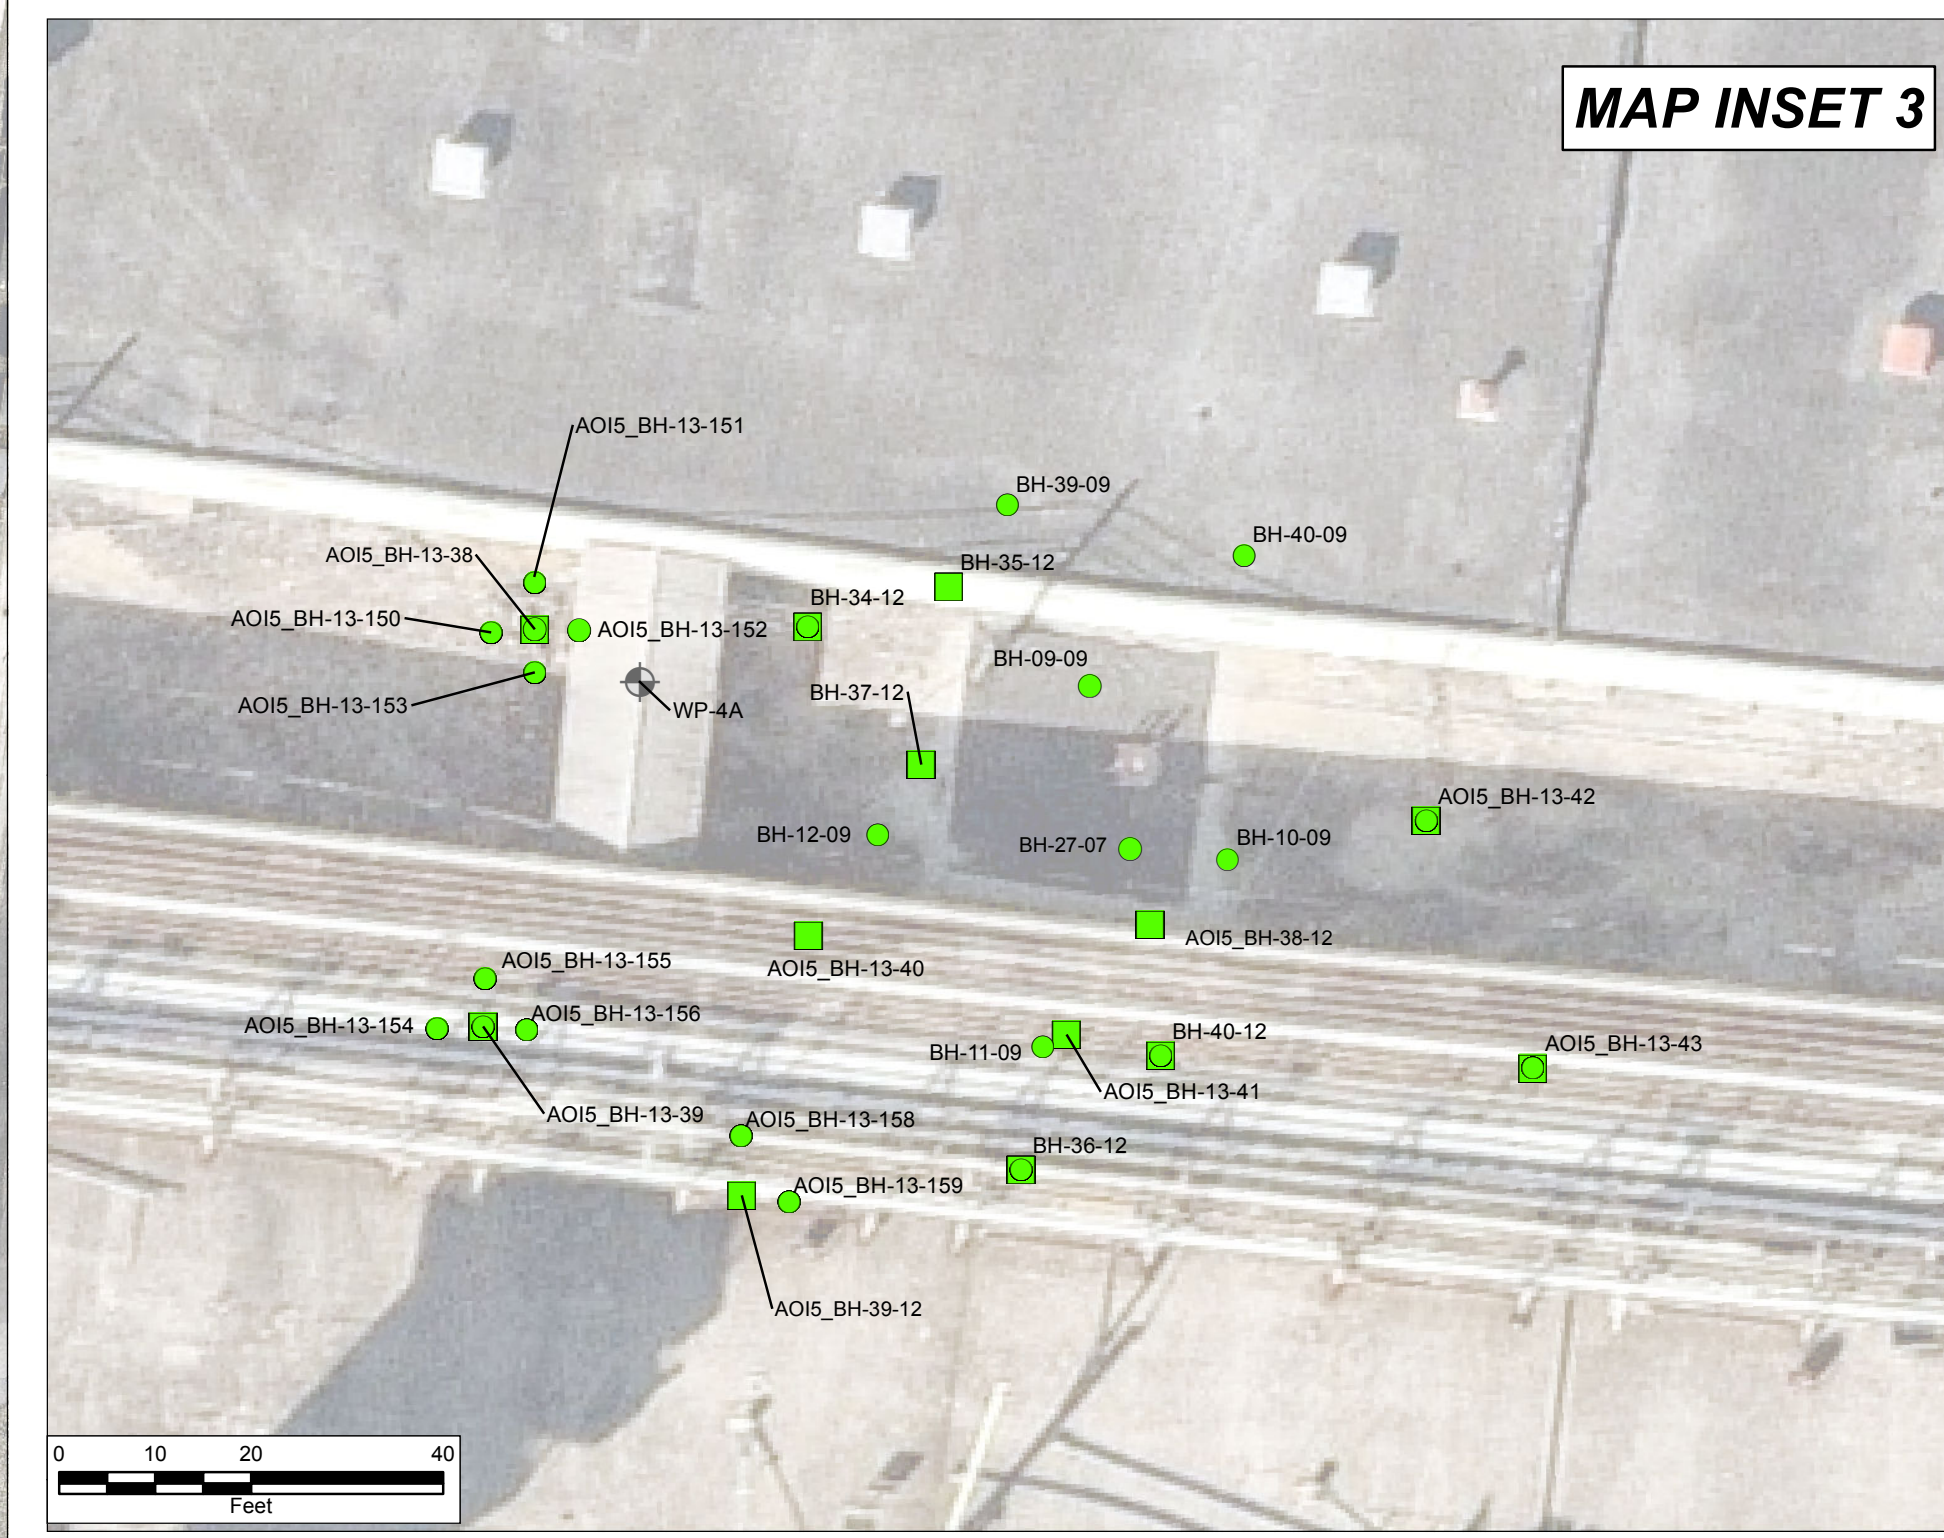 MAP INSET 3
AOI5_BH-13-151
BH-39-09
BH-40-09
AOI5_BH-13-38
BH-35-12
BH-34-12
AOI5_BH-13-150
AOI5_BH-13-152
BH-09-09
BH-37-12
AOI5_BH-13-153
WP-4A
AOI5_BH-13-42
BH-12-09
BH-27-07
BH-10-09
AOI5_BH-38-12
AOI5_BH-13-155
AOI5_BH-13-40
AOI5_BH-13-154
AOI5_BH-13-156
BH-11-09
BH-40-12
AOI5_BH-13-43
AOI5_BH-13-41
AOI5_BH-13-39
AOI5_BH-13-158
BH-36-12
AOI5_BH-13-159
AOI5_BH-39-12
0 10 20 40
Feet